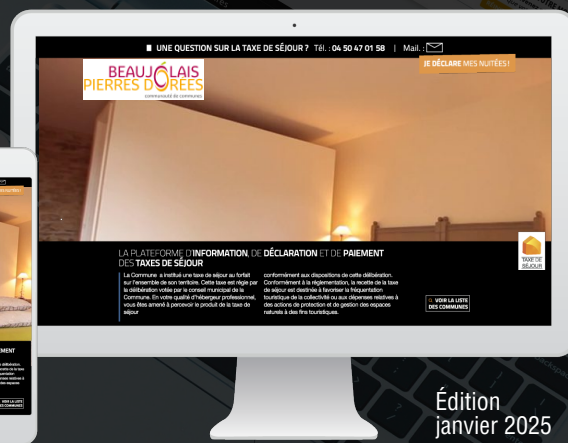 UNE QUESTION SUR LA TAXE DE SÉJOUR ? Tél. : 04 50 47 01 58 | Mail. :
JE DÉCLARE MES NUITÉES !
BEAUJOLAIS
PIERRES DORÉES
communauté de communes
LA PLATEFORME D'INFORMATION, DE DÉCLARATION ET DE PAIEMENT
DES TAXES DE SÉJOUR
La Commune a institué une taxe de séjour au forfait
sur l'ensemble de son territoire. Cette taxe est régie par
la délibération votée par le conseil municipal de la
Commune. En votre qualité d'hébergeur professionnel,
vous êtes amené à percevoir le produit de la taxe de
séjour
conformément aux dispositions de cette délibération.
Conformément à la réglementation, la recette de la taxe
de séjour est destinée à favoriser la fréquentation
touristique de la collectivité ou aux dépenses relatives à
des actions de protection et de gestion des espaces
naturels à des fins touristiques.
TAXE DE
SÉJOUR
VOIR LA LISTE
DES COMMUNES
Édition
janvier 2025